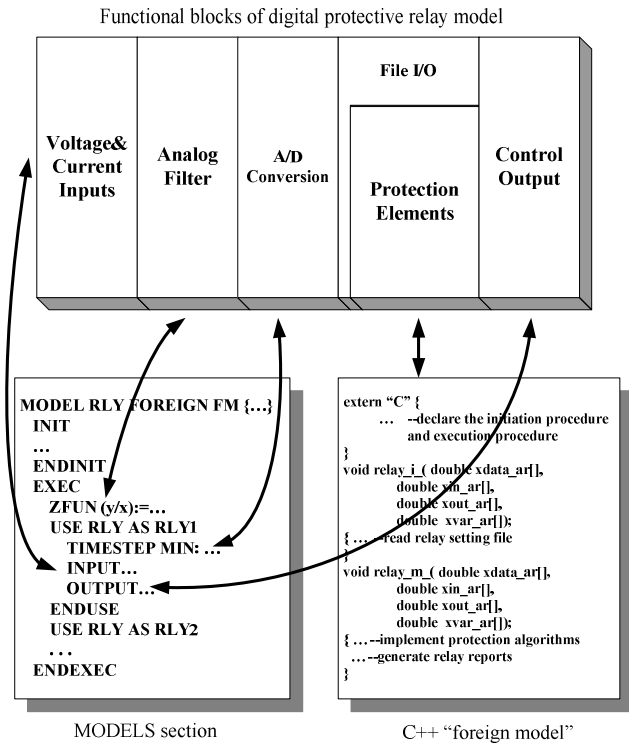 Functional blocks of digital protective relay model
Voltage&
Current
Inputs
Analog
Filter
A/D
Conversion
File I/O
Protection
Elements
Control
Output
MODEL RLY FOREIGN FM {…}
INIT
…
ENDINIT
EXEC
ZFUN (y/x):=…
USE RLY AS RLY1
TIMESTEP MIN: …
INPUT…
OUTPUT…
ENDUSE
USE RLY AS RLY2
. . .
ENDEXEC
MODELS section
extern “C” {
… --declare the initiation procedure
and execution procedure
}
void relay_i_( double xdata_ar[],
double xin_ar[],
double xout_ar[],
double xvar_ar[]);
{ … --read relay setting file
}
void relay_m_( double xdata_ar[],
double xin_ar[],
double xout_ar[],
double xvar_ar[]);
{ … --implement protection algorithms
… --generate relay reports
}
C++ “foreign model”